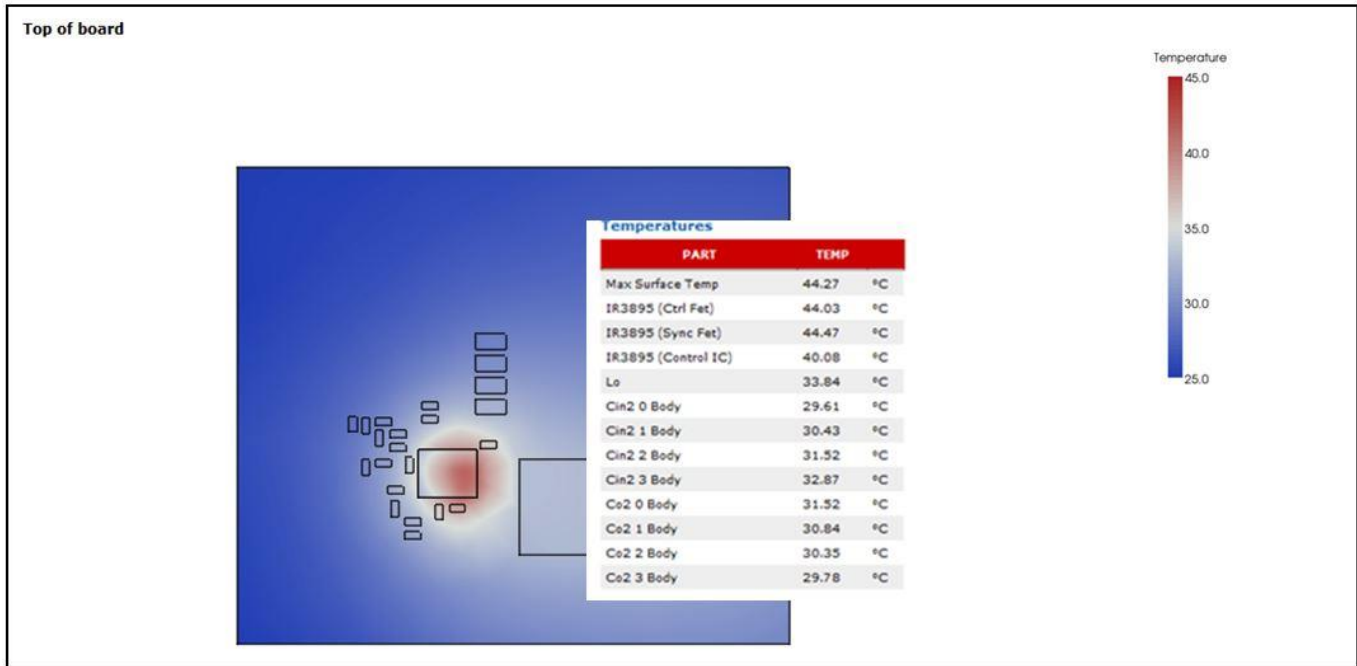 Top of board
Temperature
45.0
40.0
35.0
30.0
25.0
Temperatures
PART TEMP
Max Surface Temp 44.27 °C
IR3895 (Ctrl Fet) 44.03 °C
IR3895 (Sync Fet) 44.47 °C
IR3895 (Control IC) 40.08 °C
Lo 33.84 °C
Cin2 0 Body 29.61 °C
Cin2 1 Body 30.43 °C
Cin2 2 Body 31.52 °C
Cin2 3 Body 32.87 °C
Co2 0 Body 31.52 °C
Co2 1 Body 30.84 °C
Co2 2 Body 30.35 °C
Co2 3 Body 29.78 °C